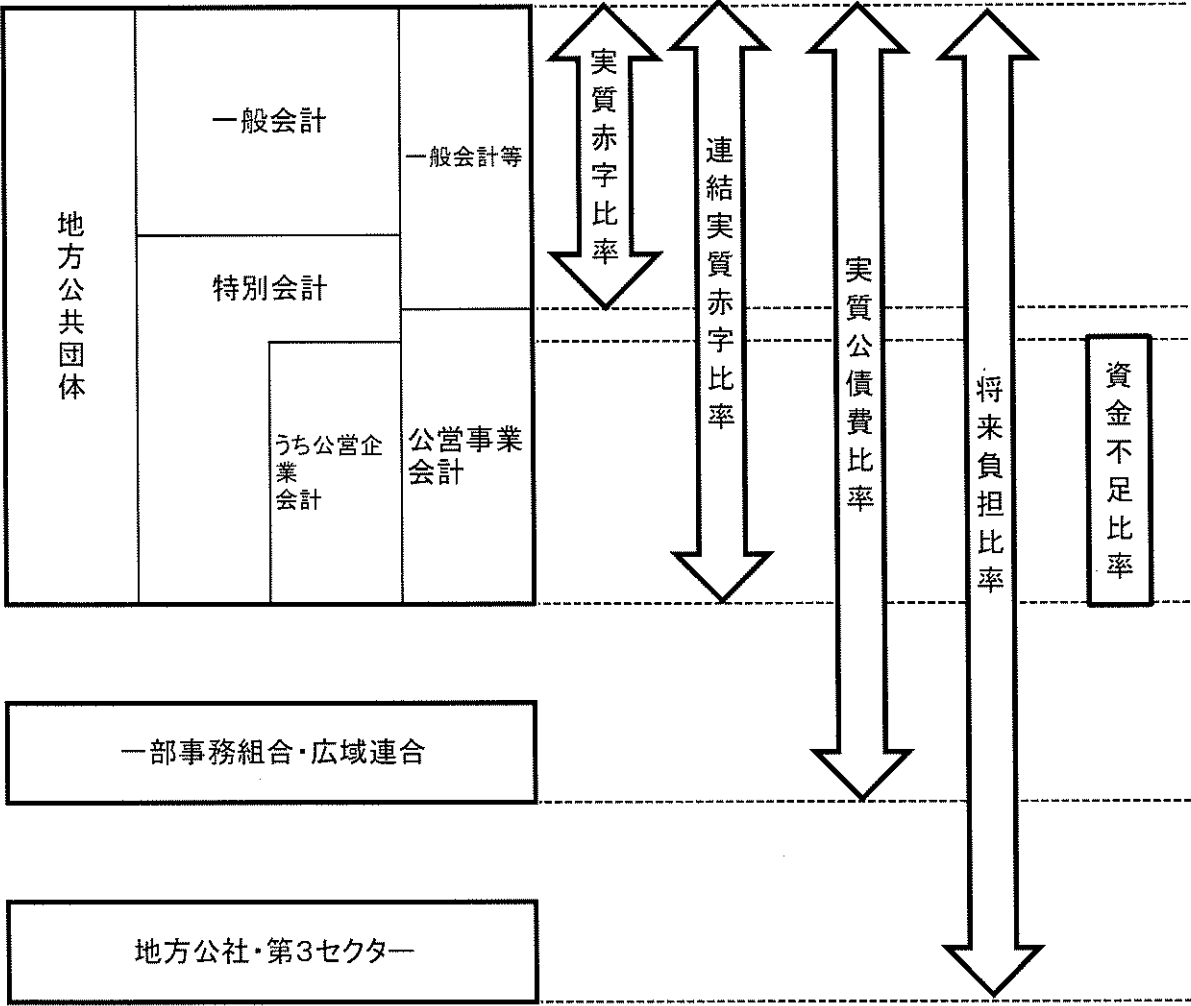 地方公共団体
一般会計
一般会計等
特別会計
うち公営企
業
会計
公営事業
会計
実質赤字比率
連結実質赤字比率
実質公債費比率
将来負担比率
資金不足比率
一部事務組合・広域連合
地方公社・第3セクター